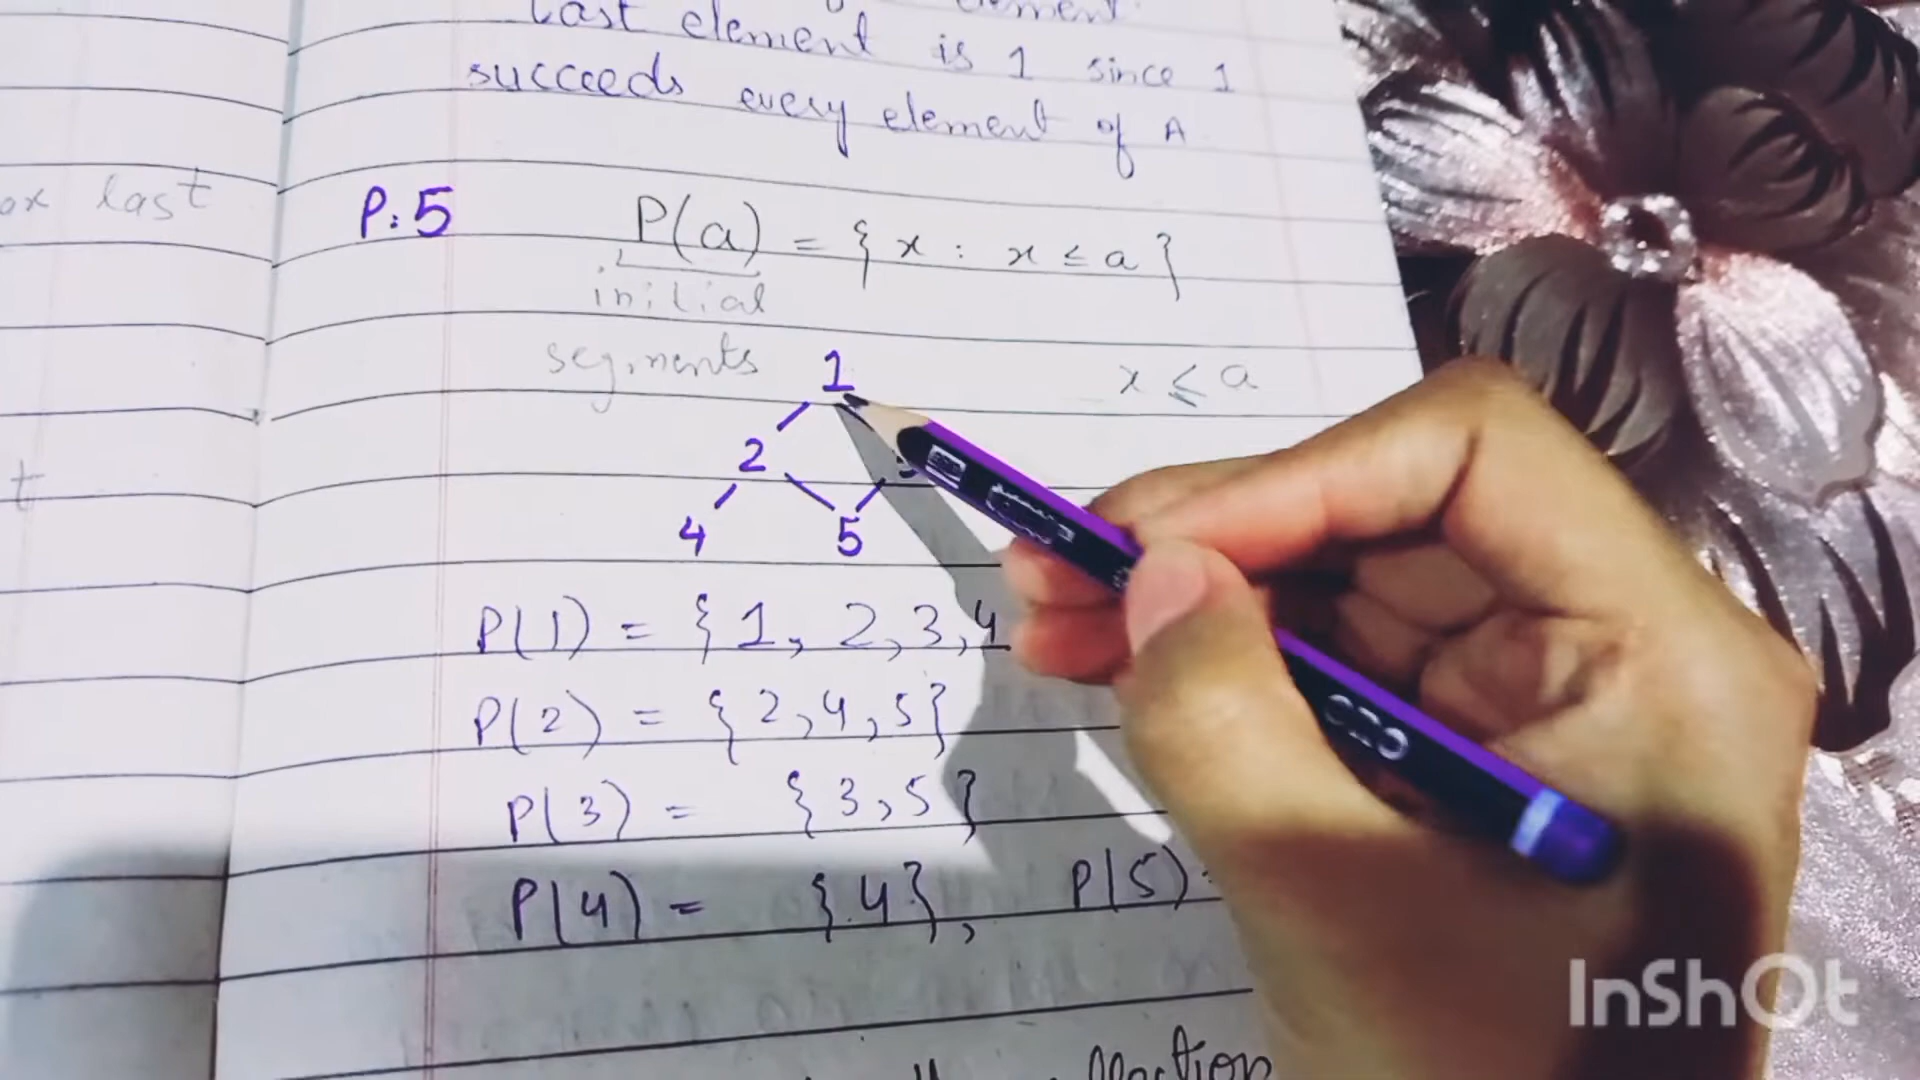 last element is 1 since 1
succeeds every element of A
ox last
P:5 P(a) = { x : x ≤ a }
initial
segments
1
x ≤ a
2
t
4 5
P(1) = { 1, 2, 3, 4
P(2) = { 2, 4, 5 }
P(3) = { 3, 5 }
P(4) = { 4 }, P(5)
InShOt